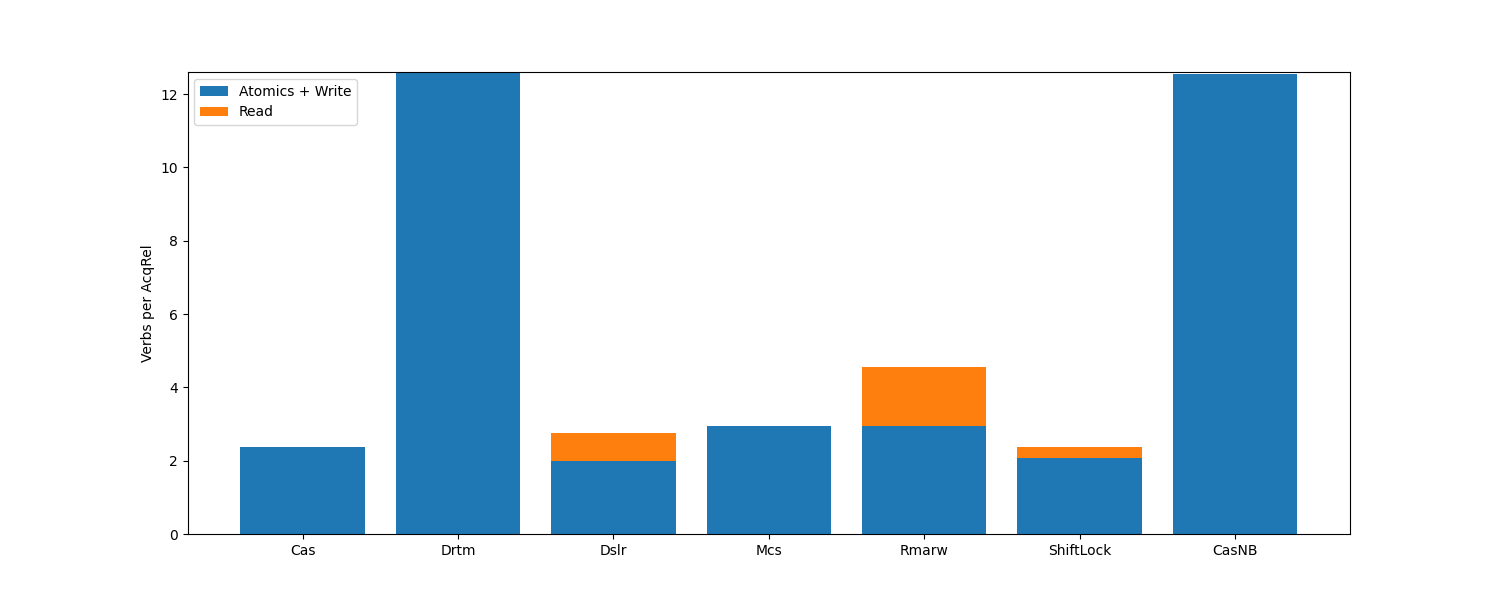 Atomics + Write
Read
Verbs per AcqRel
12
10
8
6
4
2
0
Cas Drtm Dslr Mcs Rmarw ShiftLock CasNB